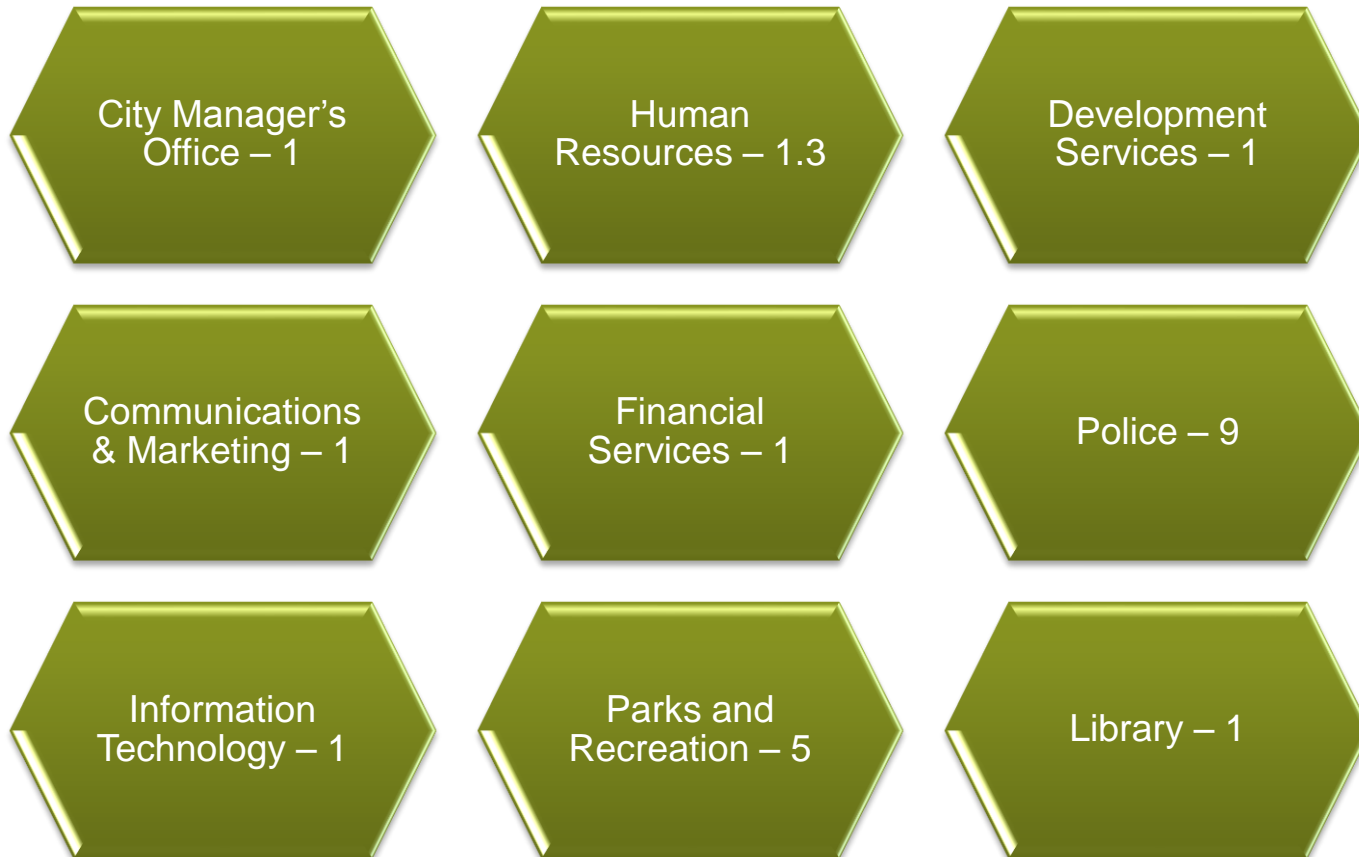 City Manager’s
Office – 1
Human
Resources – 1.3
Development
Services – 1
Communications
& Marketing – 1
Financial
Services – 1
Police – 9
Information
Technology – 1
Parks and
Recreation – 5
Library – 1